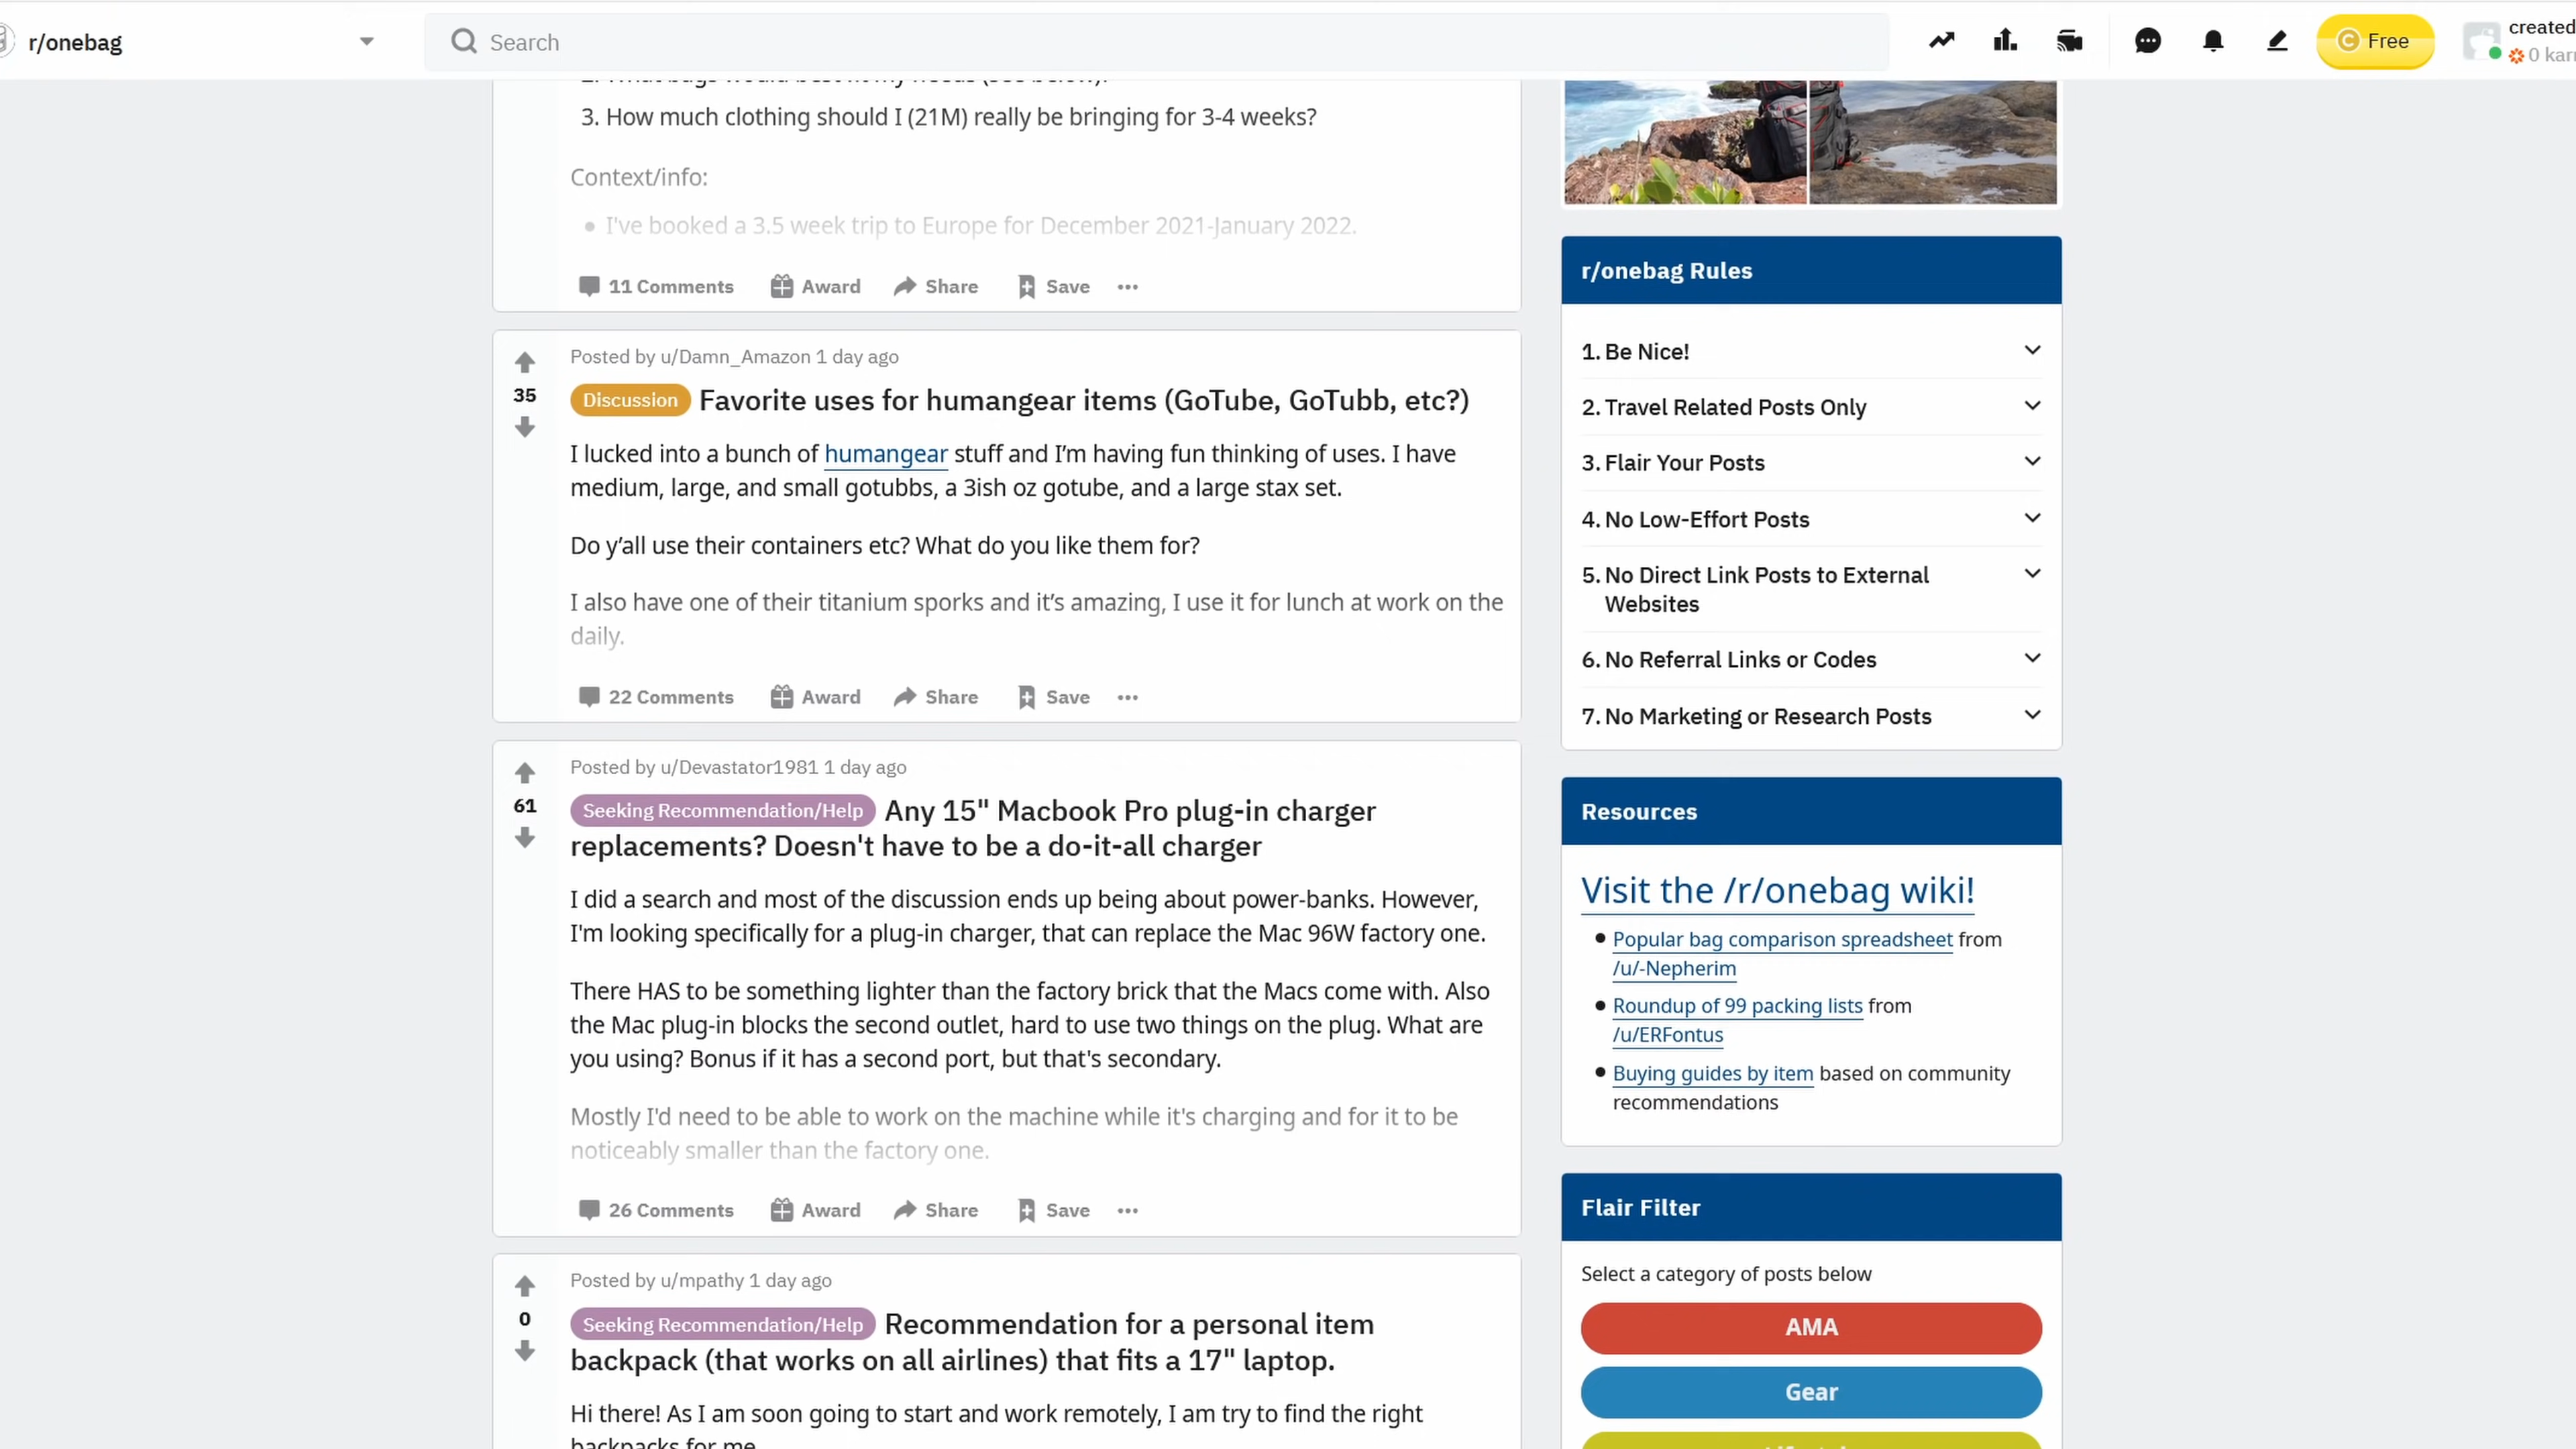 r/onebag
Search
Free
created
0 kar
3. How much clothing should I (21M) really be bringing for 3-4 weeks?
Context/info:
• I've booked a 3.5 week trip to Europe for December 2021-January 2022.
11 Comments Award Share Save
Posted by u/Damn_Amazon 1 day ago
35
Discussion Favorite uses for humangear items (GoTube, GoTubb, etc?)
I lucked into a bunch of humangear stuff and I’m having fun thinking of uses. I have
medium, large, and small gotubbs, a 3ish oz gotube, and a large stax set.
Do y’all use their containers etc? What do you like them for?
I also have one of their titanium sporks and it’s amazing, I use it for lunch at work on the
daily.
22 Comments Award Share Save
Posted by u/Devastator1981 1 day ago
61
Seeking Recommendation/Help Any 15" Macbook Pro plug-in charger
replacements? Doesn't have to be a do-it-all charger
I did a search and most of the discussion ends up being about power-banks. However,
I'm looking specifically for a plug-in charger, that can replace the Mac 96W factory one.
There HAS to be something lighter than the factory brick that the Macs come with. Also
the Mac plug-in blocks the second outlet, hard to use two things on the plug. What are
you using? Bonus if it has a second port, but that's secondary.
Mostly I'd need to be able to work on the machine while it's charging and for it to be
noticeably smaller than the factory one.
26 Comments Award Share Save
Posted by u/mpathy 1 day ago
0
Seeking Recommendation/Help Recommendation for a personal item
backpack (that works on all airlines) that fits a 17" laptop.
Hi there! As I am soon going to start and work remotely, I am try to find the right
backpacks for me
r/onebag Rules
1. Be Nice!
2. Travel Related Posts Only
3. Flair Your Posts
4. No Low-Effort Posts
5. No Direct Link Posts to External
Websites
6. No Referral Links or Codes
7. No Marketing or Research Posts
Resources
Visit the /r/onebag wiki!
• Popular bag comparison spreadsheet from
/u/-Nepherim
• Roundup of 99 packing lists from
/u/ERFontus
• Buying guides by item based on community
recommendations
Flair Filter
Select a category of posts below
AMA
Gear